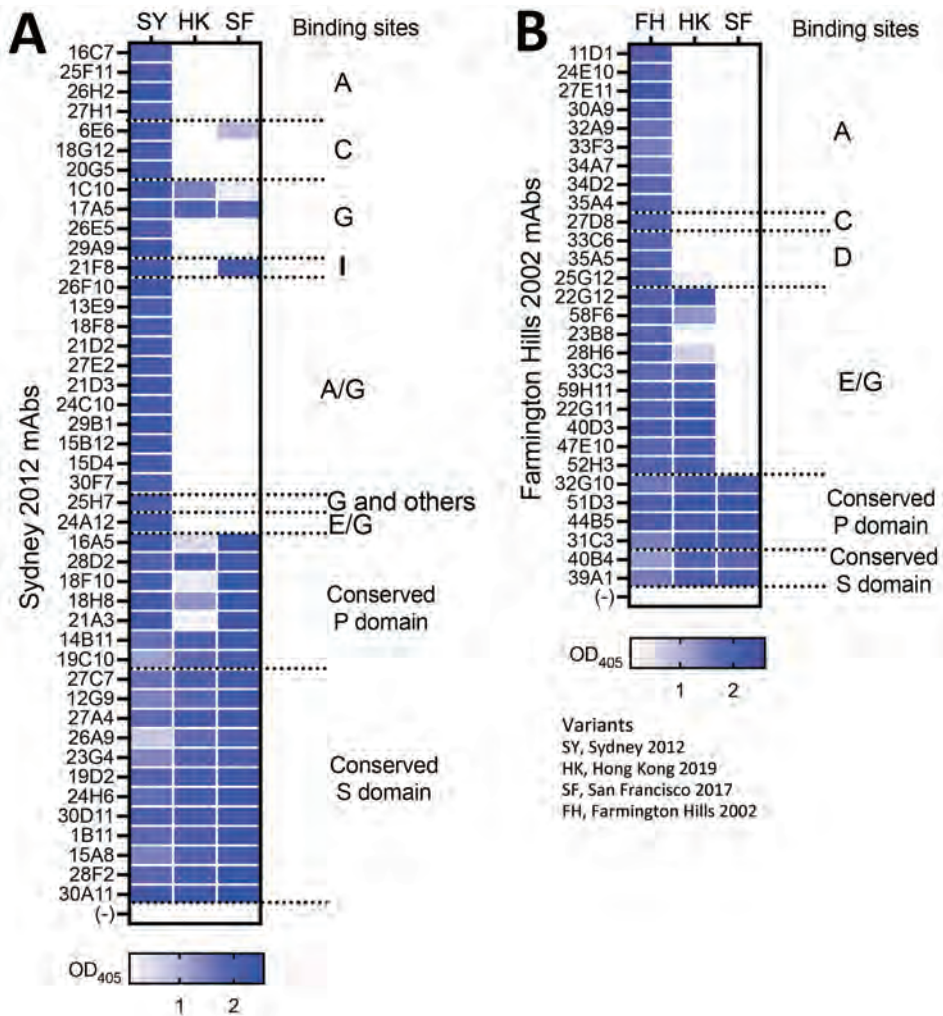 A
SY HK SF
Binding sites
Sydney 2012 mAbs
16C7
25F11
26H2
27H1
A
6E6
18G12
20G5
C
1C10
17A5
26E5
29A9
G
21F8
I
26F10
13E9
18F8
21D2
27E2
21D3
24C10
29B1
15B12
15D4
30F7
A/G
25H7
G and others
24A12
E/G
16A5
28D2
18F10
18H8
21A3
14B11
19C10
Conserved
P domain
27C7
12G9
27A4
26A9
23G4
19D2
24H6
30D11
1B11
15A8
28F2
30A11
Conserved
S domain
(-)
OD405
1 2
B
FH HK SF
Binding sites
Farmington Hills 2002 mAbs
11D1
24E10
27E11
30A9
32A9
33F3
34A7
34D2
35A4
A
27D8
C
33C6
35A5
25G12
D
22G12
58F6
23B8
28H6
33C3
59H11
22G11
40D3
47E10
52H3
E/G
32G10
51D3
44B5
31C3
Conserved
P domain
40B4
39A1
Conserved
S domain
(-)
OD405
1 2
Variants
SY, Sydney 2012
HK, Hong Kong 2019
SF, San Francisco 2017
FH, Farmington Hills 2002